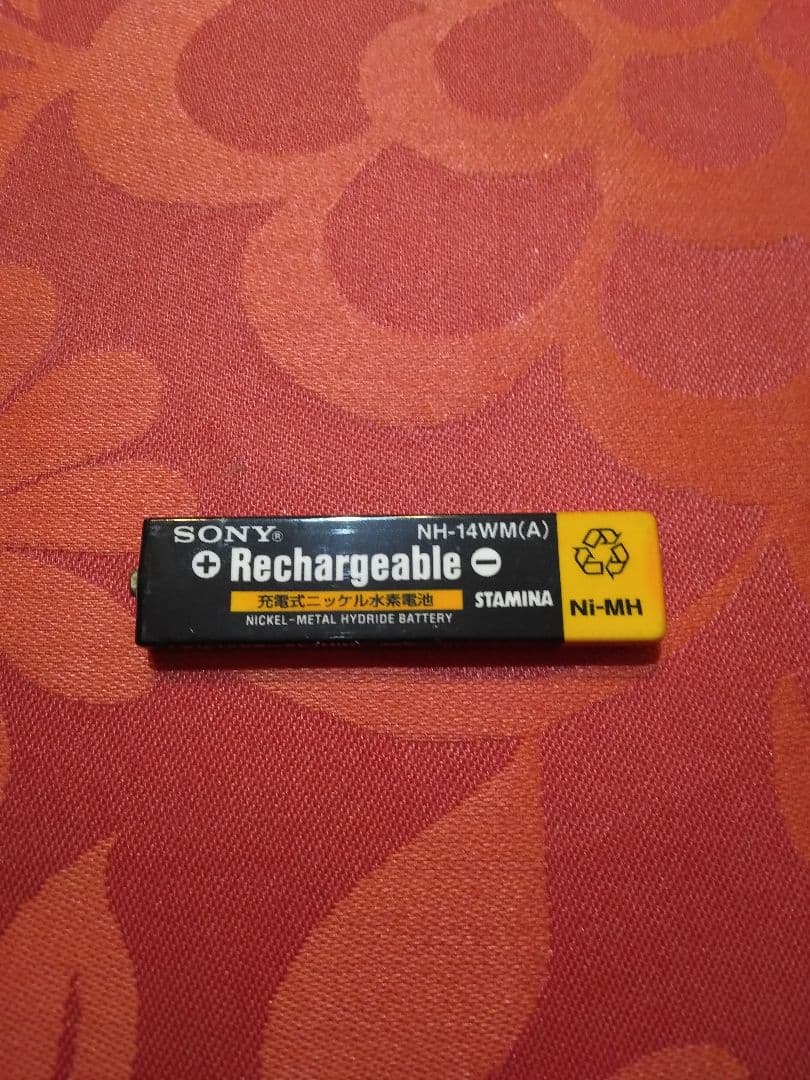 SONY® NH-14WM(A)
+ Rechargeable -
充電式ニッケル水素電池 STAMINA
NICKEL-METAL HYDRIDE BATTERY
Ni-MH